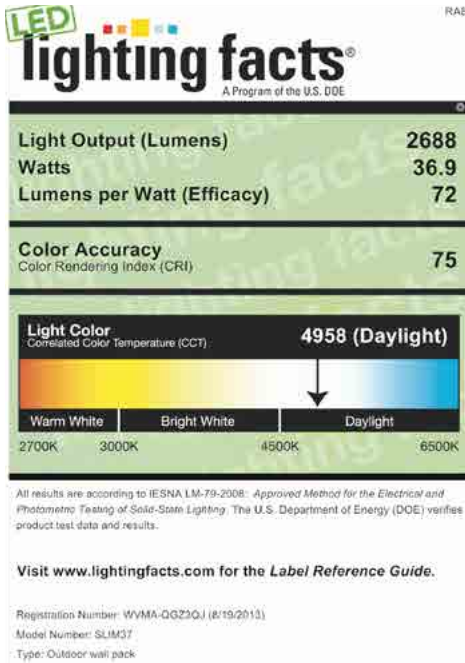 RAB
LED
lighting facts®
A Program of the U.S. DOE
Light Output (Lumens) 2688
Watts 36.9
Lumens per Watt (Efficacy) 72
Color Accuracy 75
Color Rendering Index (CRI)
Light Color 4958 (Daylight)
Correlated Color Temperature (CCT)
Warm White Bright White Daylight
2700K 3000K 4500K 6500K
All results are according to IESNA LM-79-2008: Approved Method for the Electrical and
Photometric Testing of Solid-State Lighting. The U.S. Department of Energy (DOE) verifies
product test data and results.
Visit www.lightingfacts.com for the Label Reference Guide.
Registration Number: WVMA-QGZ3QJ (8/19/2013)
Model Number: SLIM37
Type: Outdoor wall pack